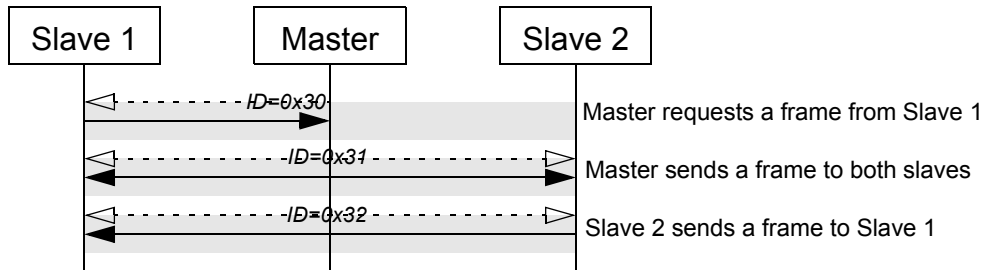 Slave 1
Master
Slave 2
ID=0x30
Master requests a frame from Slave 1
ID=0x31
Master sends a frame to both slaves
ID=0x32
Slave 2 sends a frame to Slave 1